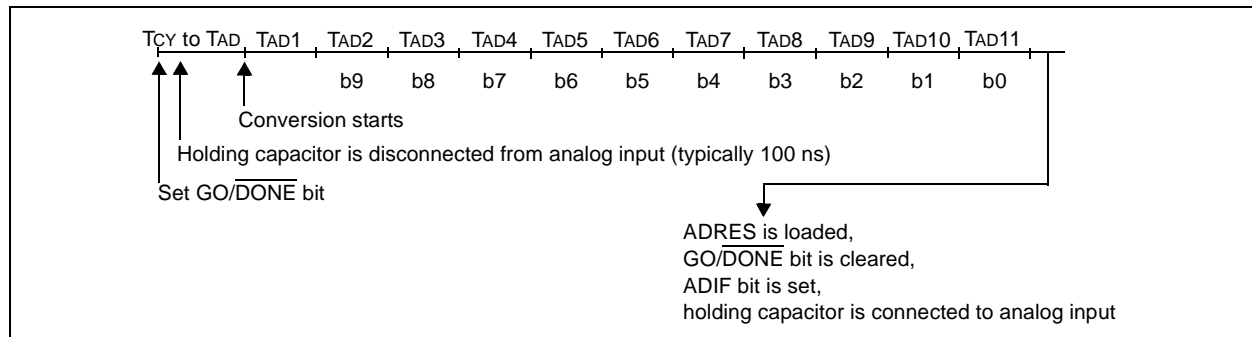 TCY to TAD TAD1 TAD2 TAD3 TAD4 TAD5 TAD6 TAD7 TAD8 TAD9 TAD10 TAD11
b9 b8 b7 b6 b5 b4 b3 b2 b1 b0
Conversion starts
Holding capacitor is disconnected from analog input (typically 100 ns)
Set GO/DONE bit
ADRES is loaded,
GO/DONE bit is cleared,
ADIF bit is set,
holding capacitor is connected to analog input